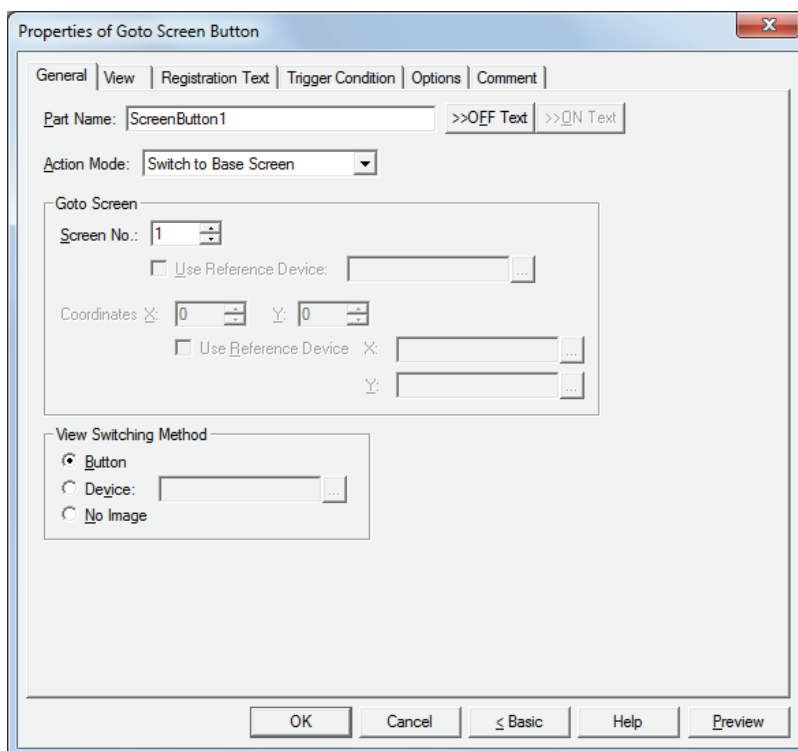 Properties of Goto Screen Button
General View Registration Text Trigger Condition Options Comment
Part Name: ScreenButton1 >>OFF Text >>ON Text
Action Mode: Switch to Base Screen
Goto Screen
Screen No.: 1
Use Reference Device: ...
Coordinates X: 0 Y: 0
Use Reference Device X: ...
Y: ...
View Switching Method
Button
Device: ...
No Image
OK Cancel < Basic Help Preview